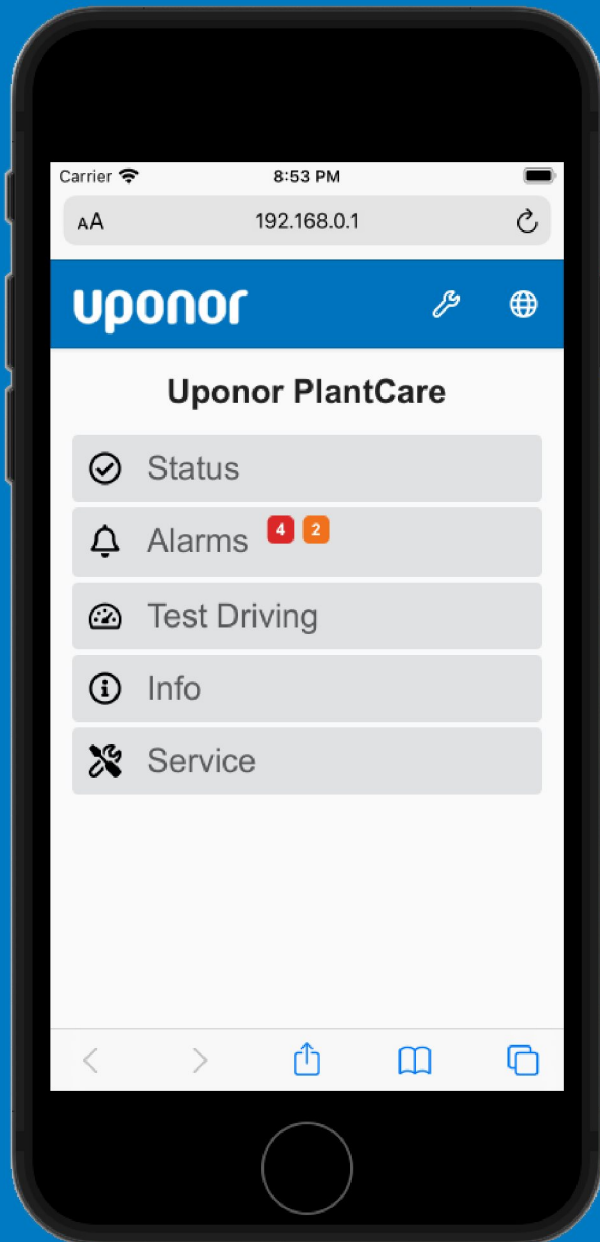 Carrier
8:53 PM
AA
192.168.0.1
uponor
Uponor PlantCare
Status
Alarms 4 2
Test Driving
Info
Service